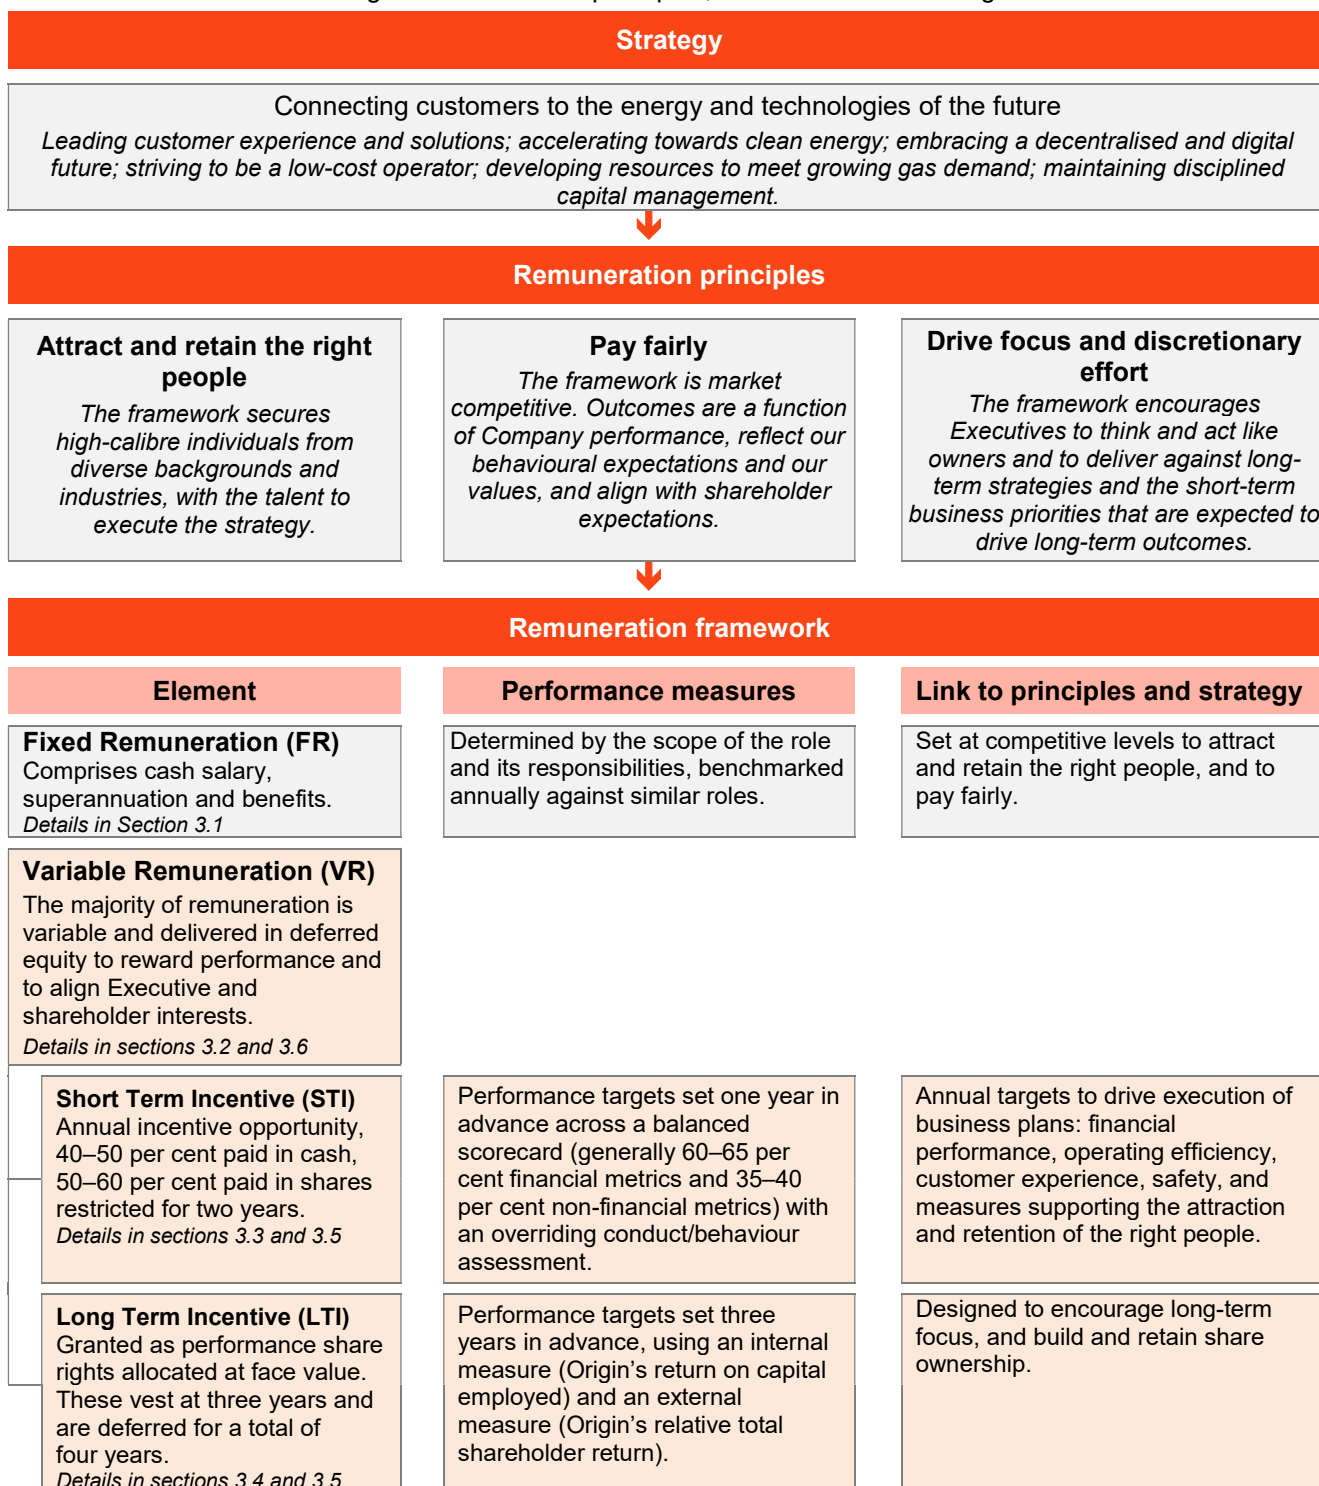 Strategy
Connecting customers to the energy and technologies of the future
Leading customer experience and solutions; accelerating towards clean energy; embracing a decentralised and digital
future; striving to be a low-cost operator; developing resources to meet growing gas demand; maintaining disciplined
capital management.
Remuneration principles
Attract and retain the right
people
The framework secures
high-calibre individuals from
diverse backgrounds and
industries, with the talent to
execute the strategy.
Pay fairly
The framework is market
competitive. Outcomes are a function
of Company performance, reflect our
behavioural expectations and our
values, and align with shareholder
expectations.
Drive focus and discretionary
effort
The framework encourages
Executives to think and act like
owners and to deliver against long-
term strategies and the short-term
business priorities that are expected to
drive long-term outcomes.
Remuneration framework
Element
Performance measures
Link to principles and strategy
Fixed Remuneration (FR)
Comprises cash salary,
superannuation and benefits.
Details in Section 3.1
Determined by the scope of the role
and its responsibilities, benchmarked
annually against similar roles.
Set at competitive levels to attract
and retain the right people, and to
pay fairly.
Variable Remuneration (VR)
The majority of remuneration is
variable and delivered in deferred
equity to reward performance and
to align Executive and
shareholder interests.
Details in sections 3.2 and 3.6
Short Term Incentive (STI)
Annual incentive opportunity,
40–50 per cent paid in cash,
50–60 per cent paid in shares
restricted for two years.
Details in sections 3.3 and 3.5
Performance targets set one year in
advance across a balanced
scorecard (generally 60–65 per
cent financial metrics and 35–40
per cent non-financial metrics) with
an overriding conduct/behaviour
assessment.
Annual targets to drive execution of
business plans: financial
performance, operating efficiency,
customer experience, safety, and
measures supporting the attraction
and retention of the right people.
Long Term Incentive (LTI)
Granted as performance share
rights allocated at face value.
These vest at three years and
are deferred for a total of
four years.
Details in sections 3.4 and 3.5
Performance targets set three
years in advance, using an internal
measure (Origin’s return on capital
employed) and an external
measure (Origin’s relative total
shareholder return).
Designed to encourage long-term
focus, and build and retain share
ownership.